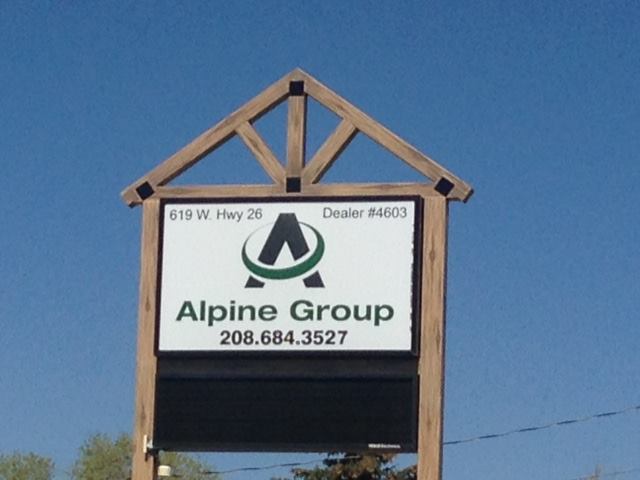 619 W. Hwy 26 Dealer #4603
Alpine Group
208.684.3527